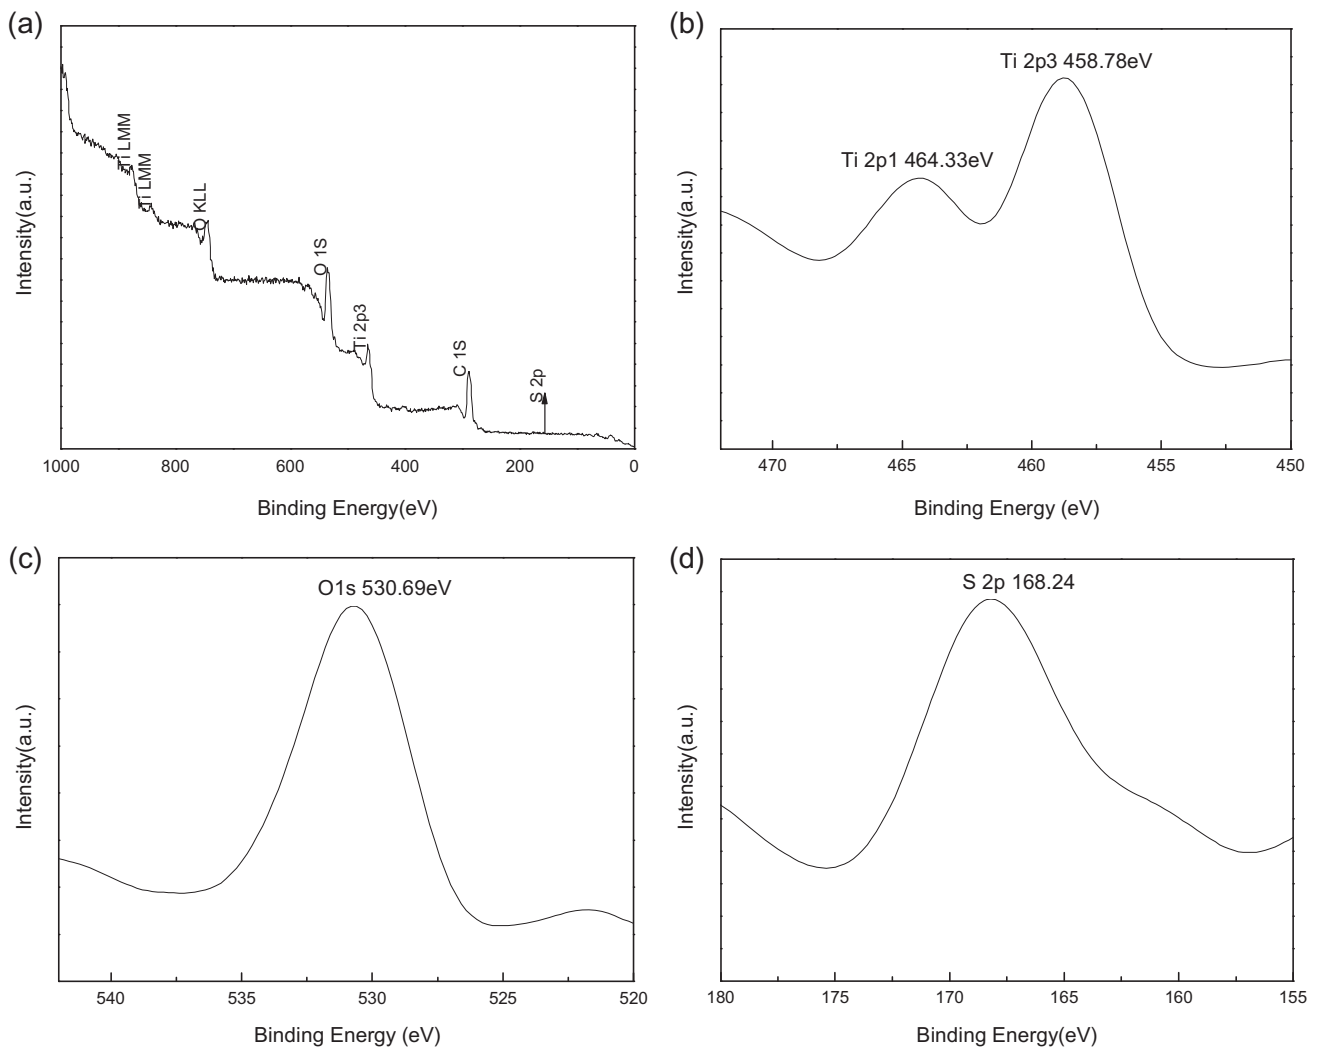 (a)
Ti LMM
Ti LMM
O KLL
O 1S
Ti 2p3
C 1S
S 2p
Intensity(a.u.)
1000 800 600 400 200 0
Binding Energy(eV)
(b)
Ti 2p3 458.78eV
Ti 2p1 464.33eV
Intensity(a.u.)
470 465 460 455 450
Binding Energy (eV)
(c)
O1s 530.69eV
Intensity(a.u.)
540 535 530 525 520
Binding Energy (eV)
(d)
S 2p 168.24
Intensity(a.u.)
180 175 170 165 160 155
Binding Energy(eV)